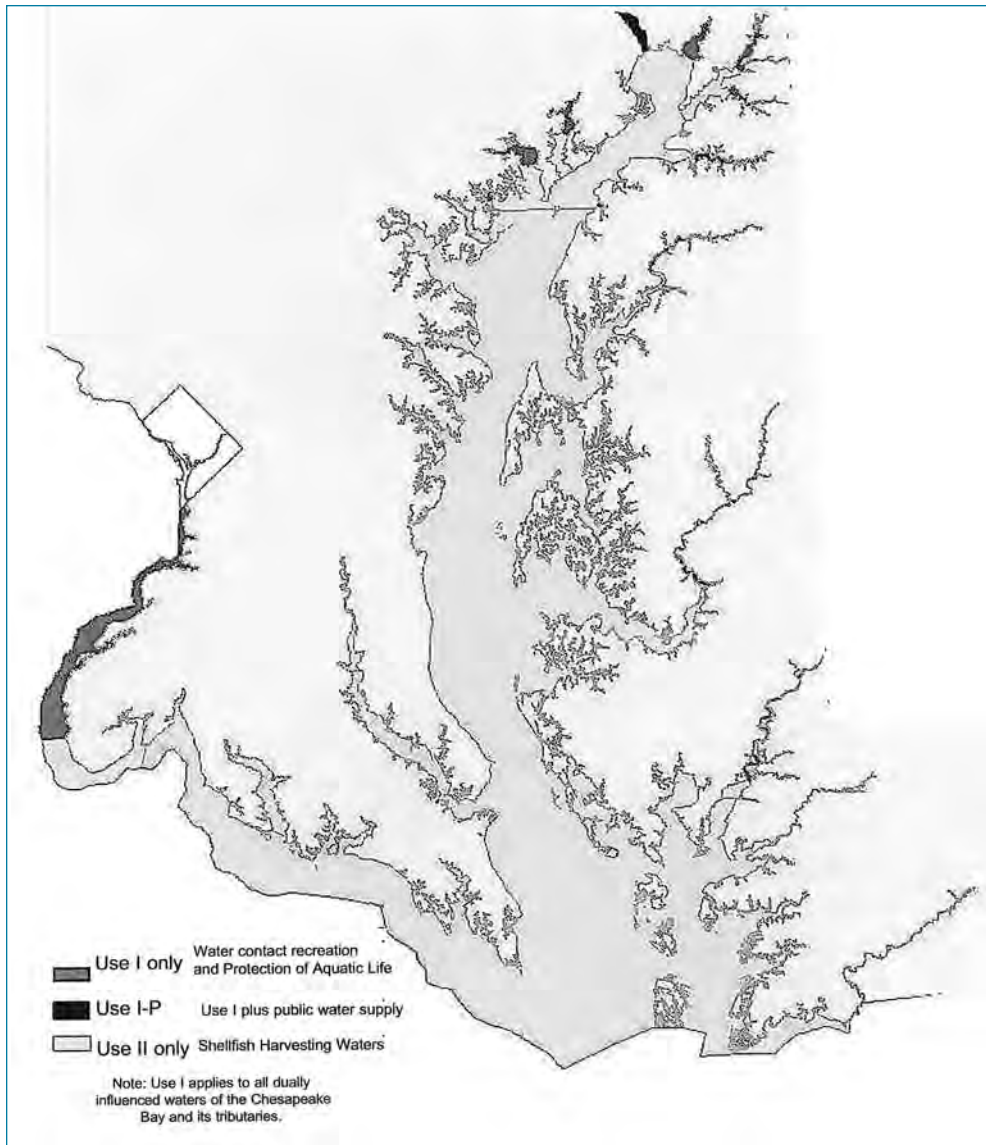 Use I only
Water contact recreation
and Protection of Aquatic Life
Use I-P
Use I plus public water supply
Use II only
Shellfish Harvesting Waters
Note: Use I applies to all dually
influenced waters of the Chesapeake
Bay and its tributaries.